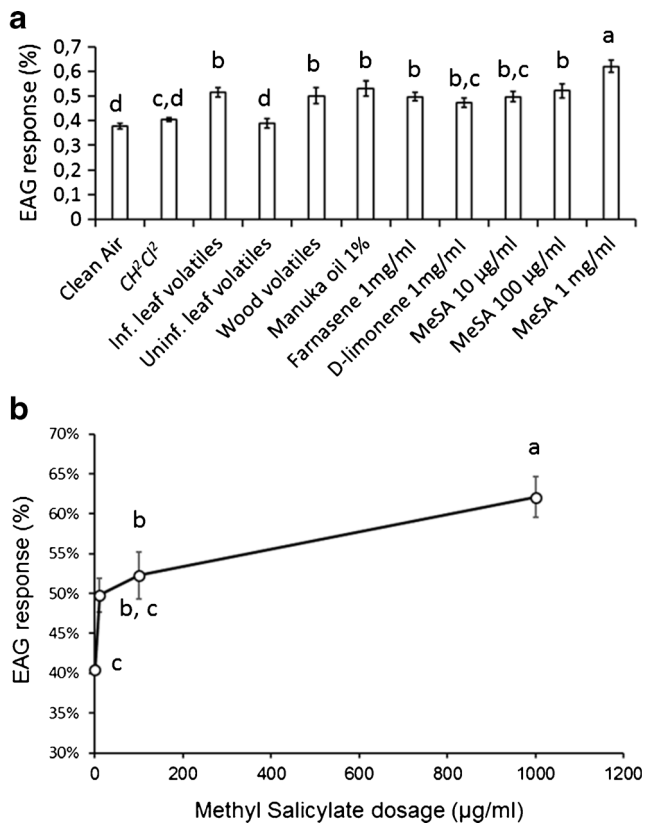 a
EAG response (%)
0,7
0,6
0,5
0,4
0,3
0,2
0,1
0
d
c,d
b
d
b
b
b
b,c
b,c
b
a
Clean Air
CH²Cl²
Inf. leaf volatiles
Uninf. leaf volatiles
Wood volatiles
Manuka oil 1%
Farnasene 1mg/ml
D-limonene 1mg/ml
MeSA 10 µg/ml
MeSA 100 µg/ml
MeSA 1 mg/ml
b
EAG response (%)
70%
65%
60%
55%
50%
45%
40%
35%
30%
a
b
b, c
c
0
200
400
600
800
1000
1200
Methyl Salicylate dosage (µg/ml)